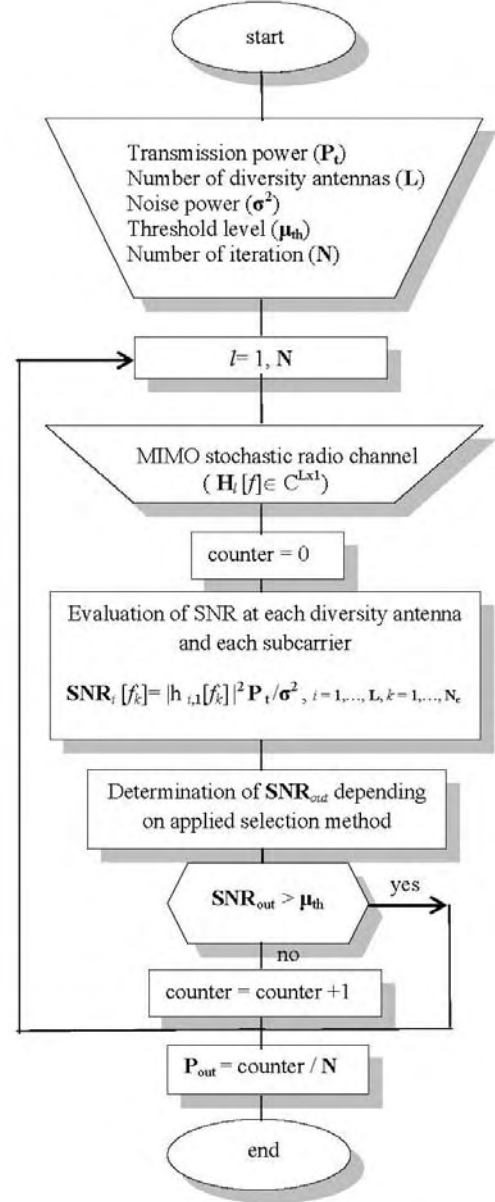 start
Transmission power (Pₜ)
Number of diversity antennas (L)
Noise power (σ²)
Threshold level (μₜₕ)
Number of iteration (N)
l= 1, N
MIMO stochastic radio channel
( Hₗ [f]∈ Cᴸˣ¹)
counter = 0
Evaluation of SNR at each diversity antenna
and each subcarrier
SNRᵢ [fₖ]= |h ᵢ,₁[fₖ] |² P ₜ /σ² , i = 1,..., L, k = 1,..., N_c
Determination of SNRₒᵤₜ depending
on applied selection method
SNRₒᵤₜ > μₜₕ
yes
no
counter = counter +1
Pₒᵤₜ = counter / N
end